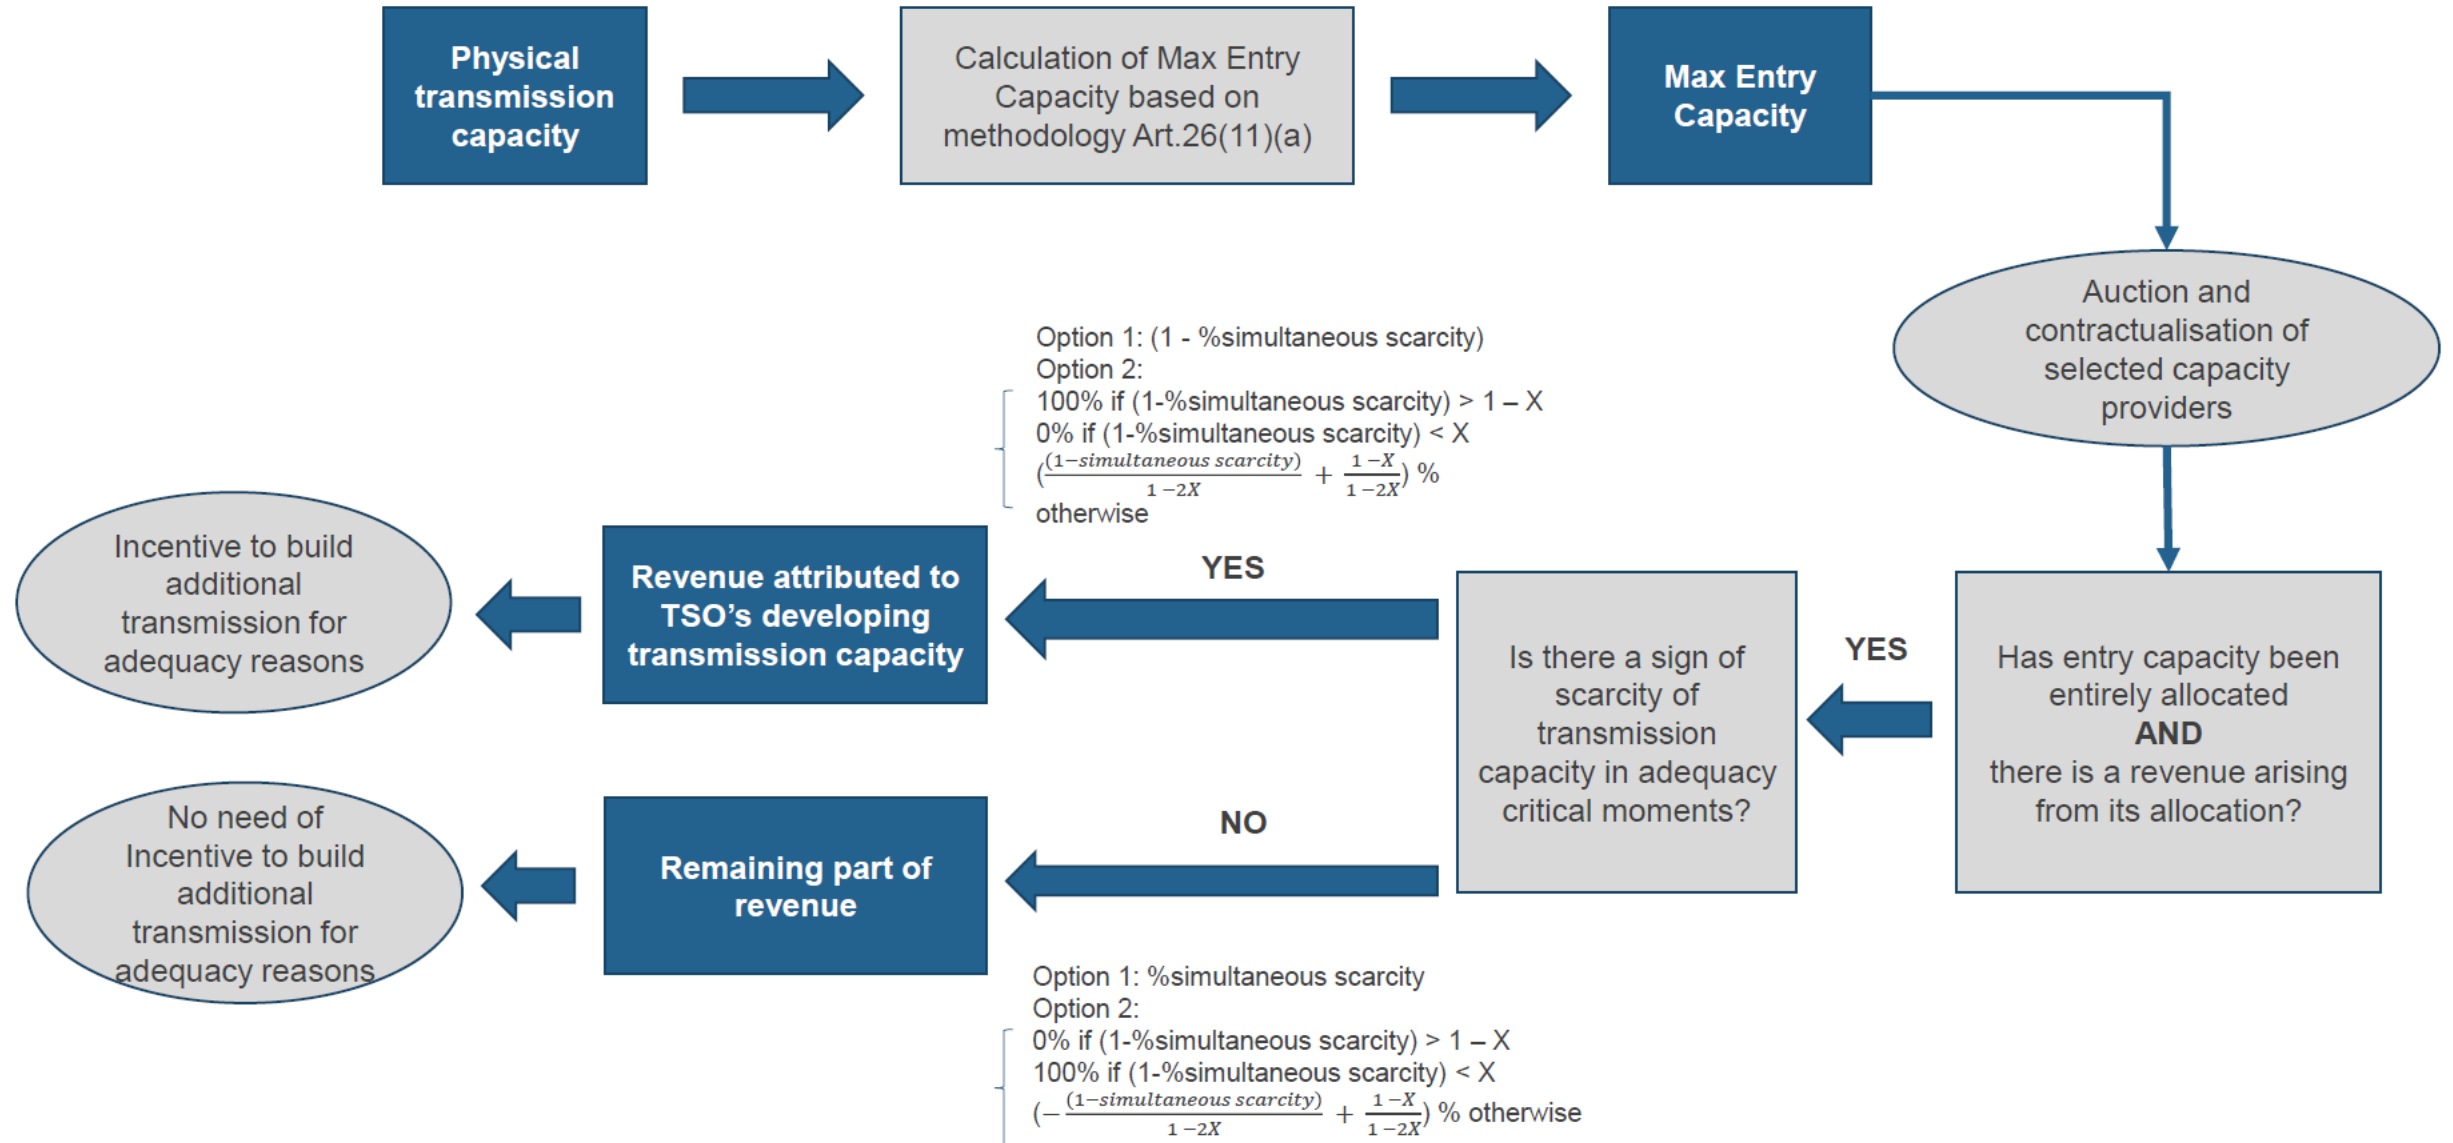 Physical
transmission
capacity
Calculation of Max Entry
Capacity based on
methodology Art.26(11)(a)
Max Entry
Capacity
Auction and
contractualisation of
selected capacity
providers
Option 1: (1 - %simultaneous scarcity)
Option 2:
100% if (1-%simultaneous scarcity) > 1 – X
0% if (1-%simultaneous scarcity) < X
(\frac{(1−simultaneous scarcity)}{1−2X} + \frac{1−X}{1−2X}) %
otherwise
Incentive to build
additional
transmission for
adequacy reasons
Revenue attributed to
TSO’s developing
transmission capacity
YES
Is there a sign of
scarcity of
transmission
capacity in adequacy
critical moments?
YES
Has entry capacity been
entirely allocated
AND
there is a revenue arising
from its allocation?
No need of
Incentive to build
additional
transmission for
adequacy reasons
Remaining part of
revenue
NO
Option 1: %simultaneous scarcity
Option 2:
0% if (1-%simultaneous scarcity) > 1 – X
100% if (1-%simultaneous scarcity) < X
(−\frac{(1−simultaneous scarcity)}{1−2X} + \frac{1−X}{1−2X}) % otherwise